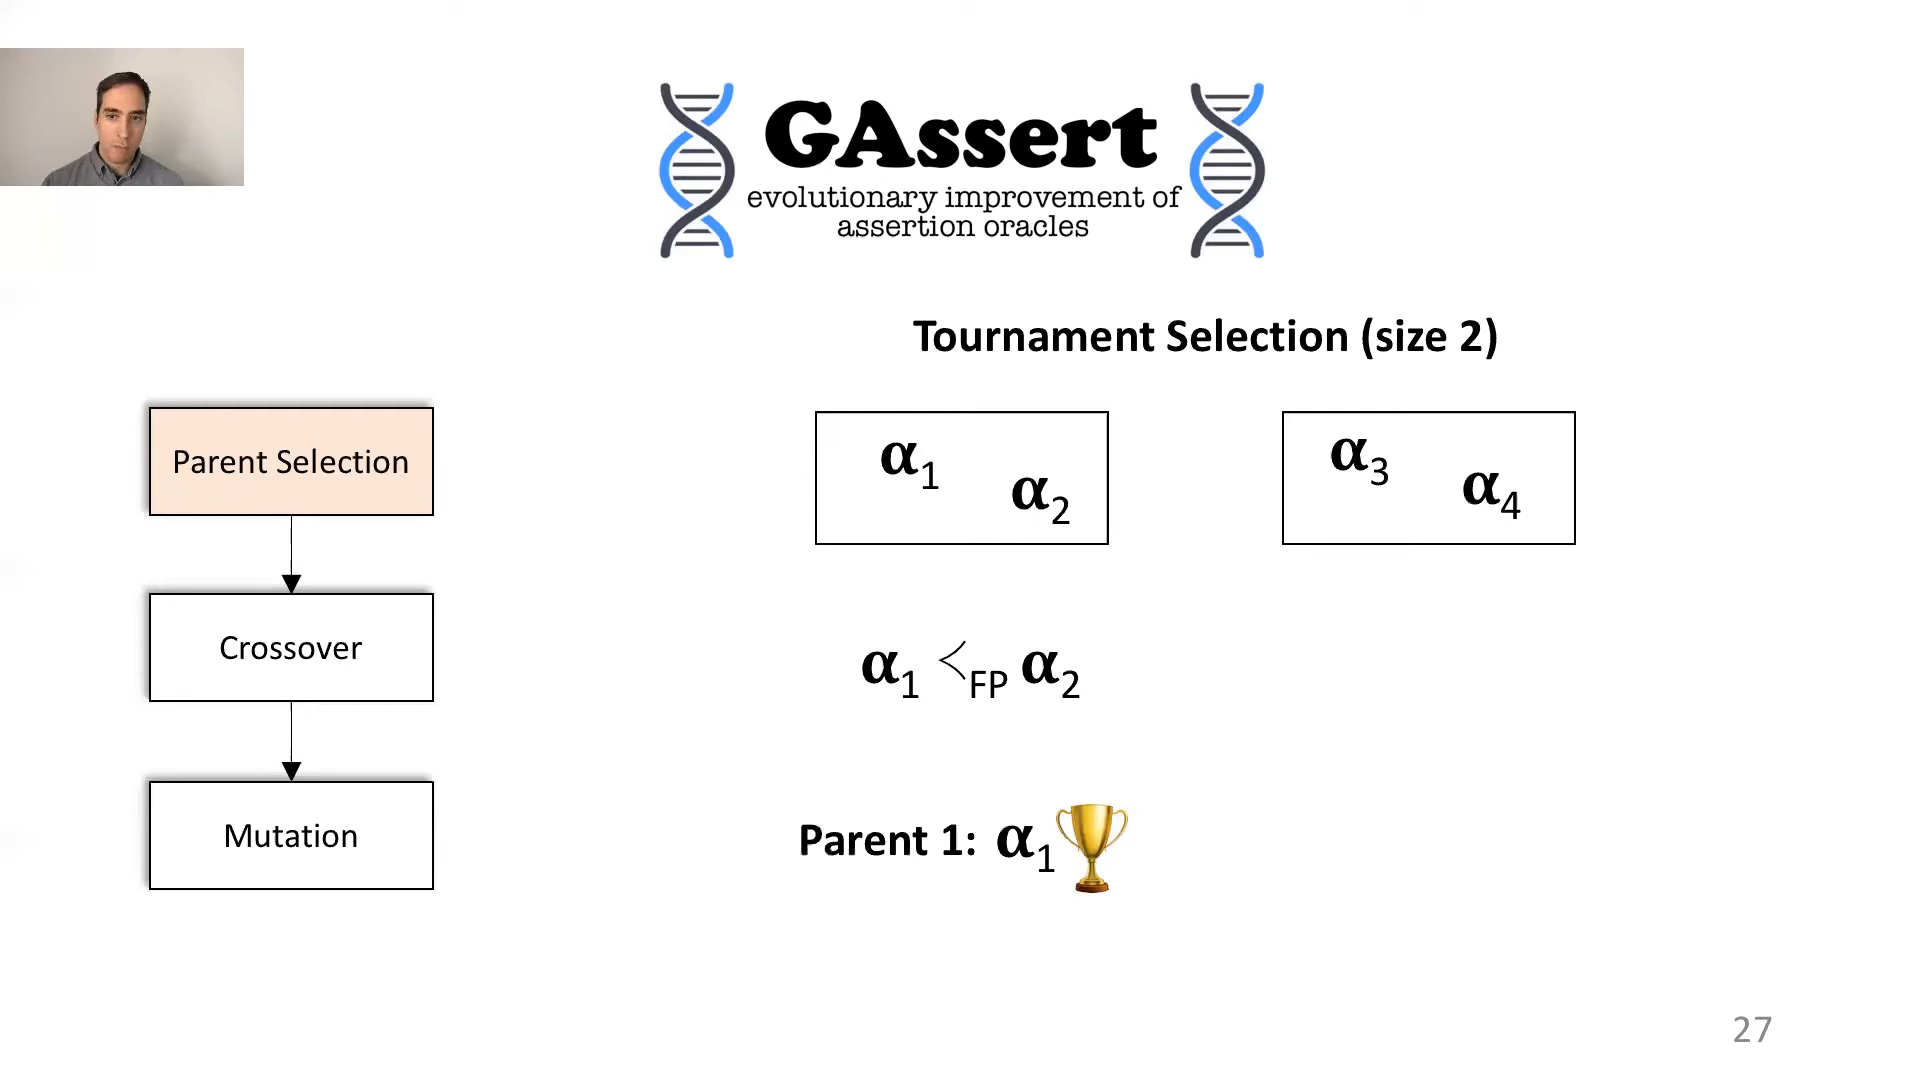 GAssert
evolutionary improvement of
assertion oracles
Tournament Selection (size 2)
Parent Selection
Crossover
Mutation
α₁ α₂
α₃ α₄
α₁ ≺FP α₂
Parent 1: α₁
27